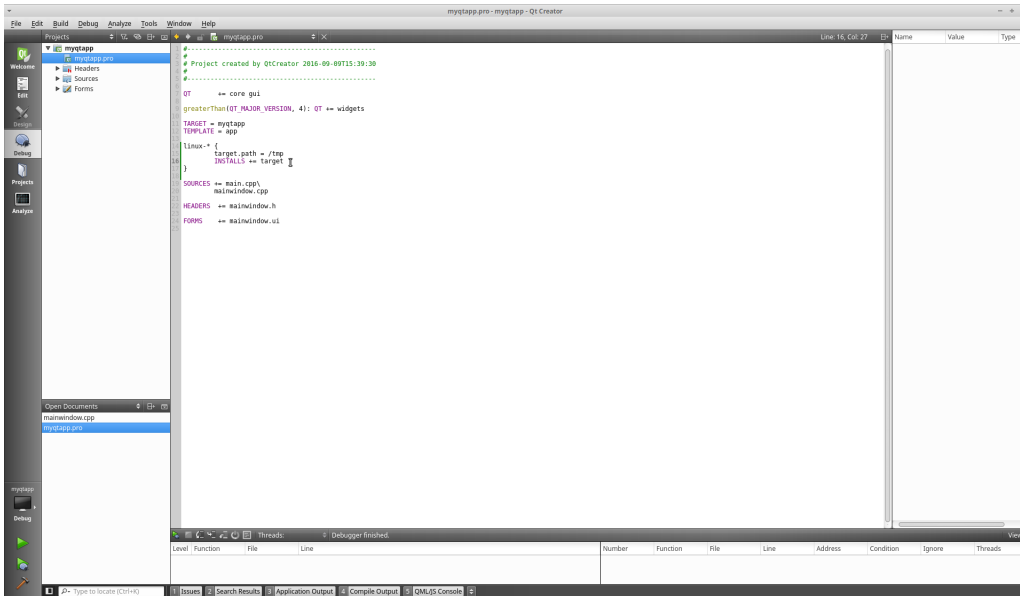 myqtapp.pro - myqtapp - Qt Creator
File Edit Build Debug Analyze Tools Window Help
Projects
myqtapp.pro
Line: 16, Col: 27
Name Value Type
myqtapp
myqtapp.pro
Headers
Sources
Forms
Welcome
Edit
Design
Debug
Projects
Analyze
#-------------------------------------------------
#
# Project created by QtCreator 2016-09-09T15:39:30
#
#-------------------------------------------------
QT       += core gui
greaterThan(QT_MAJOR_VERSION, 4): QT += widgets
TARGET = myqtapp
TEMPLATE = app
linux-* {
target.path = /tmp
16 INSTALLS += target
}
SOURCES += main.cpp\
mainwindow.cpp
HEADERS  += mainwindow.h
FORMS    += mainwindow.ui
Open Documents
mainwindow.cpp
myqtapp.pro
myqtapp
Debug
Threads:
Debugger finished.
View
Level Function File Line
Number Function File Line Address Condition Ignore Threads
Type to locate (Ctrl+K)
1 Issues 2 Search Results 3 Application Output 4 Compile Output 5 QML/JS Console